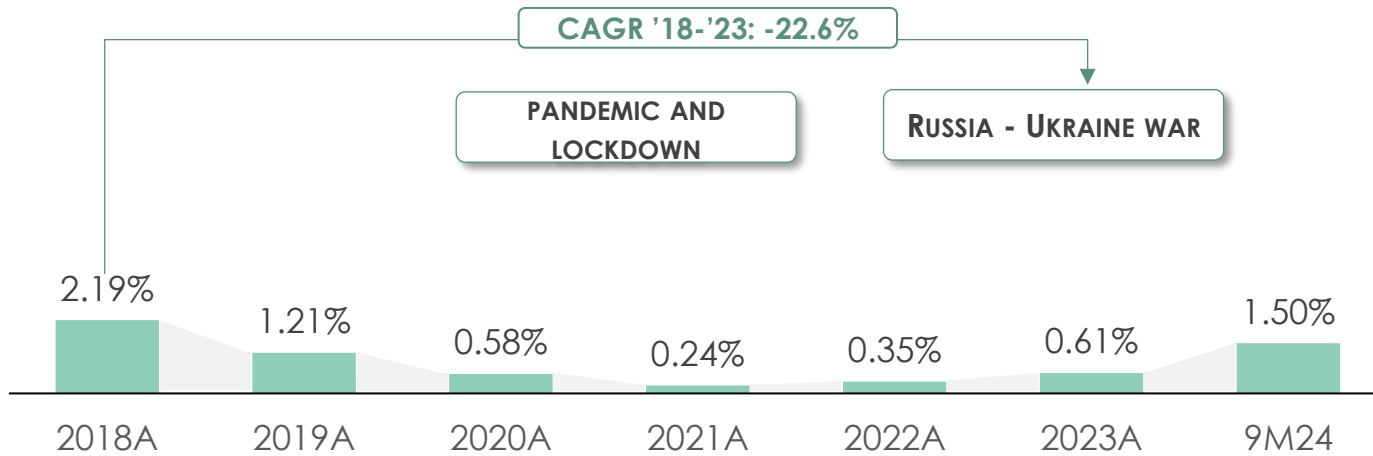 CAGR ’18-’23: -22.6%
PANDEMIC AND
LOCKDOWN
RUSSIA - UKRAINE WAR
2.19%
1.21%
0.58%
0.24%
0.35%
0.61%
1.50%
2018A
2019A
2020A
2021A
2022A
2023A
9M24